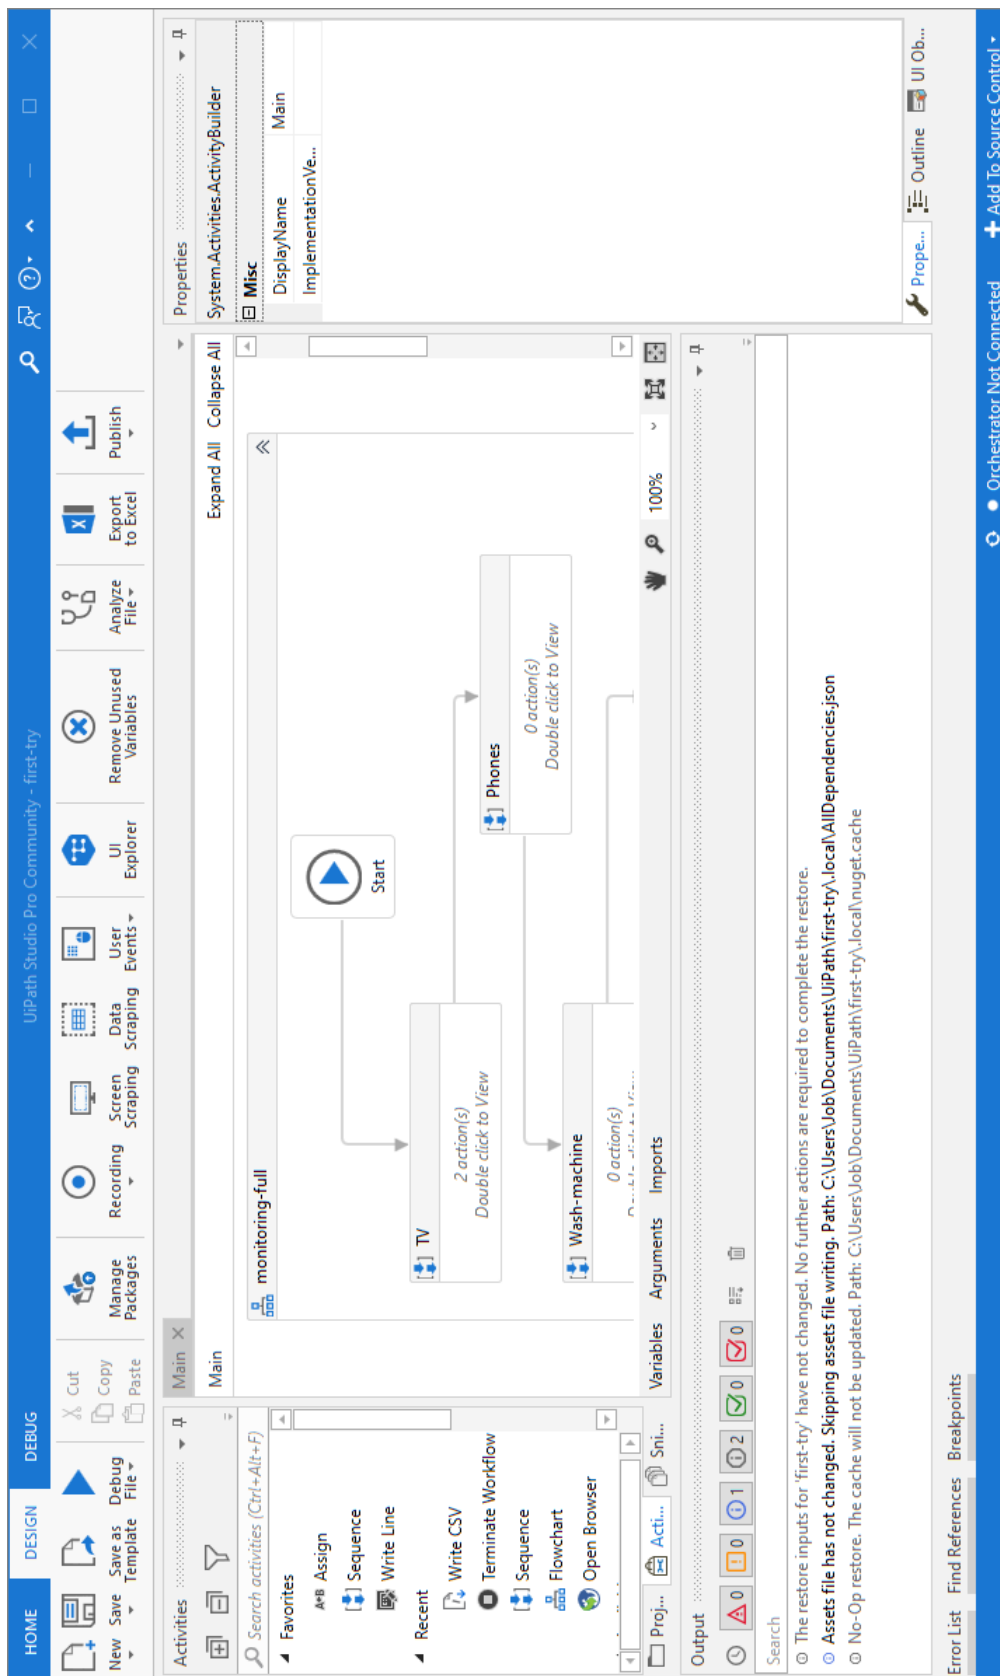 UiPath Studio Pro Community - first-try
HOME
DESIGN
DEBUG
New
Save
Save as Template
Debug File
Cut
Copy
Paste
Manage Packages
Recording
Screen Scraping
Data Scraping
User Events
UI Explorer
Remove Unused Variables
Analyze File
Export to Excel
Publish
Activities
Search activities (Ctrl+Alt+F)
Favorites
A+B Assign
Sequence
Write Line
Recent
Write CSV
Terminate Workflow
Sequence
Flowchart
Open Browser
Proj...
Acti...
Sni...
Main
Main
Expand All
Collapse All
monitoring-full
Start
TV
2 action(s)
Double click to View
Phones
0 action(s)
Double click to View
Wash-machine
0 action(s)
Variables
Arguments
Imports
100%
Properties
System.Activities.ActivityBuilder
Misc
DisplayName
Main
ImplementationVe...
Prope...
Outline
UI Ob...
Output
0
0
1
2
0
0
Search
The restore inputs for 'first-try' have not changed. No further actions are required to complete the restore.
Assets file has not changed. Skipping assets file writing. Path: C:\Users\Job\Documents\UiPath\first-try\.local\AllDependencies.json
No-Op restore. The cache will not be updated. Path: C:\Users\Job\Documents\UiPath\first-try\.local\nuget.cache
Error List
Find References
Breakpoints
Orchestrator Not Connected
Add To Source Control